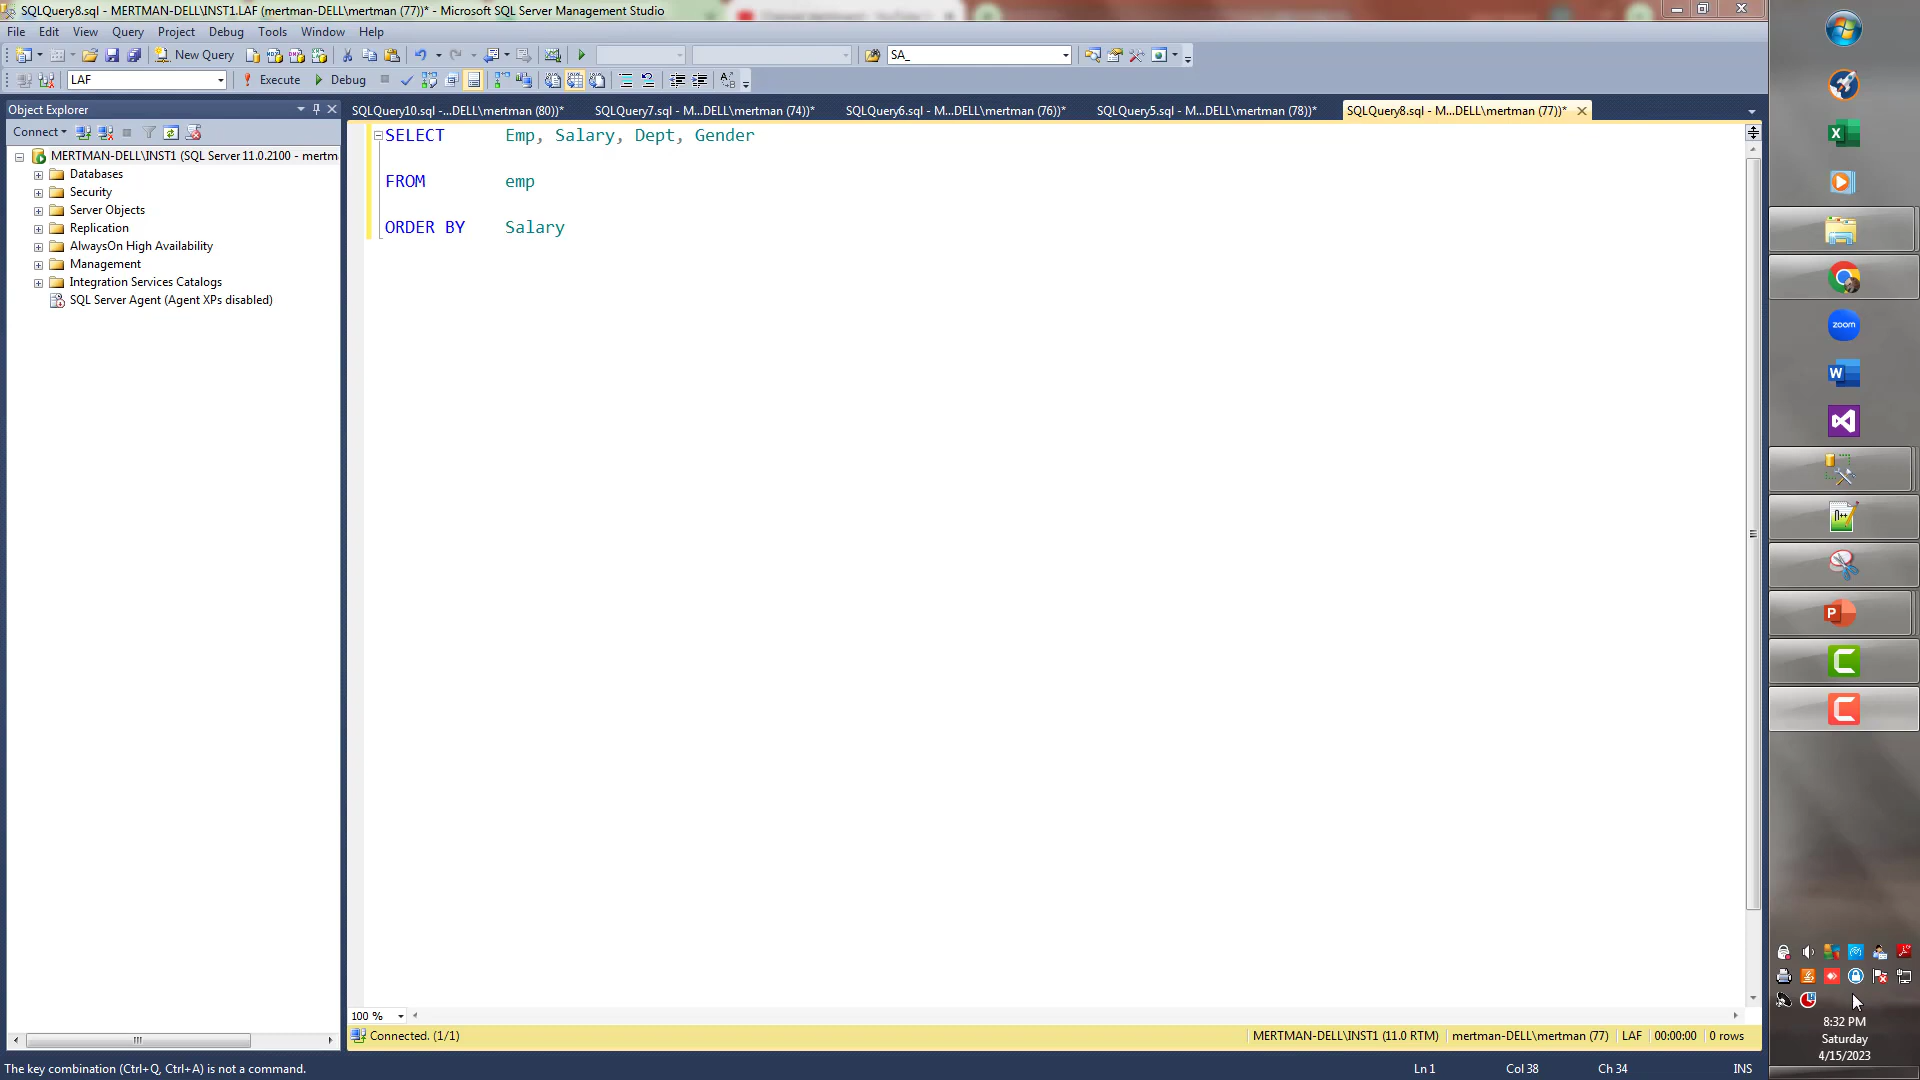 SQLQuery8.sql - MERTMAN-DELL\INST1.LAF (mertman-DELL\mertman (77))* - Microsoft SQL Server Management Studio
File Edit View Query Project Debug Tools Window Help
New Query SA_
LAF Execute Debug
Object Explorer
SQLQuery10.sql -...DELL\mertman (80))* SQLQuery7.sql - M...DELL\mertman (74))* SQLQuery6.sql - M...DELL\mertman (76))* SQLQuery5.sql - M...DELL\mertman (78))* SQLQuery8.sql - M...DELL\mertman (77))*
Connect
MERTMAN-DELL\INST1 (SQL Server 11.0.2100 - mertm
Databases
Security
Server Objects
Replication
AlwaysOn High Availability
Management
Integration Services Catalogs
SQL Server Agent (Agent XPs disabled)
SELECT Emp, Salary, Dept, Gender
FROM emp
ORDER BY Salary
zoom
100 %
Connected. (1/1) MERTMAN-DELL\INST1 (11.0 RTM) mertman-DELL\mertman (77) LAF 00:00:00 0 rows
The key combination (Ctrl+Q, Ctrl+A) is not a command. Ln 1 Col 38 Ch 34 INS
8:32 PM
Saturday
4/15/2023